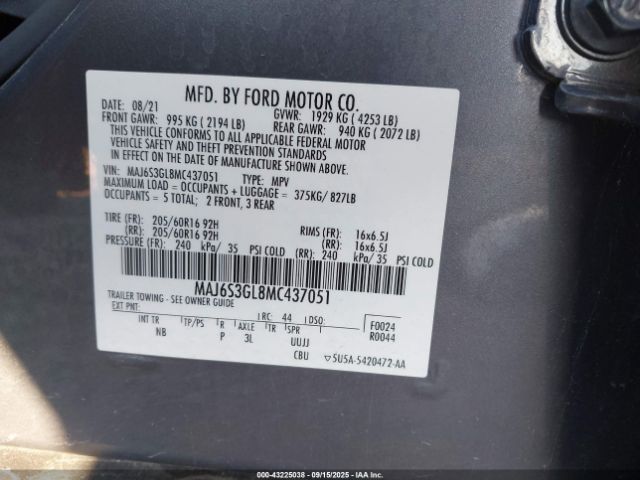 MFD. BY FORD MOTOR CO.
DATE: 08/21 GVWR: 1929 KG ( 4253 LB)
FRONT GAWR: 995 KG ( 2194 LB) REAR GAWR: 940 KG ( 2072 LB)
THIS VEHICLE CONFORMS TO ALL APPLICABLE FEDERAL MOTOR
VEHICLE SAFETY AND THEFT PREVENTION STANDARDS
IN EFFECT ON THE DATE OF MANUFACTURE SHOWN ABOVE.
VIN: MAJ6S3GL8MC437051 TYPE: MPV
MAXIMUM LOAD = OCCUPANTS + LUGGAGE = 375KG/ 827LB
OCCUPANTS = 5 TOTAL; 2 FRONT, 3 REAR
TIRE (FR): 205/60R16 92H RIMS (FR): 16x6.5J
(RR): 205/60R16 92H (RR): 16x6.5J
PRESSURE (FR): 240 kPa/ 35 PSI COLD (RR): 240 kPa/ 35 PSI COLD
MAJ6S3GL8MC437051
TRAILER TOWING - SEE OWNER GUIDE
EXT PNT: RC: 44 DSO: F0024
INT TR TP/PS R AXLE TR SPR R0044
NB P 3L UUJJ
CBU ▽5U5A-5420472-AA
© IAA - 43225038 - 09/15/2025 - IAAI.com